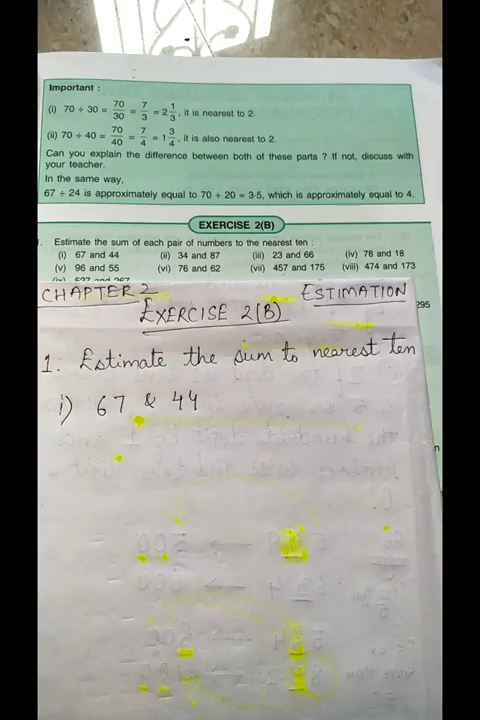 Important :
(i) 70 ÷ 30 = 70/30 = 7/3 = 2 1/3, it is nearest to 2
(ii) 70 ÷ 40 = 70/40 = 7/4 = 1 3/4, it is also nearest to 2.
Can you explain the difference between both of these parts ? If not, discuss with
your teacher.
In the same way,
67 ÷ 24 is approximately equal to 70 ÷ 20 = 3·5, which is approximately equal to 4.
EXERCISE 2(B)
Estimate the sum of each pair of numbers to the nearest ten :
(i) 67 and 44 (ii) 34 and 87 (iii) 23 and 66 (iv) 78 and 18
(v) 96 and 55 (vi) 76 and 62 (vii) 457 and 175 (viii) 474 and 173
295
CHAPTER 2 ESTIMATION
EXERCISE 2(B)
1. Estimate the sum to nearest ten
i) 67 & 44